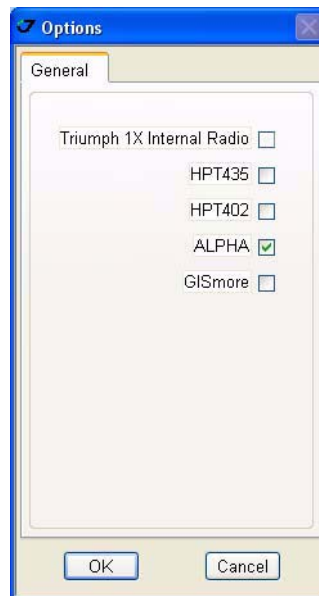 Options
General
Triumph 1X Internal Radio
HPT435
HPT402
ALPHA
GISmore
OK
Cancel